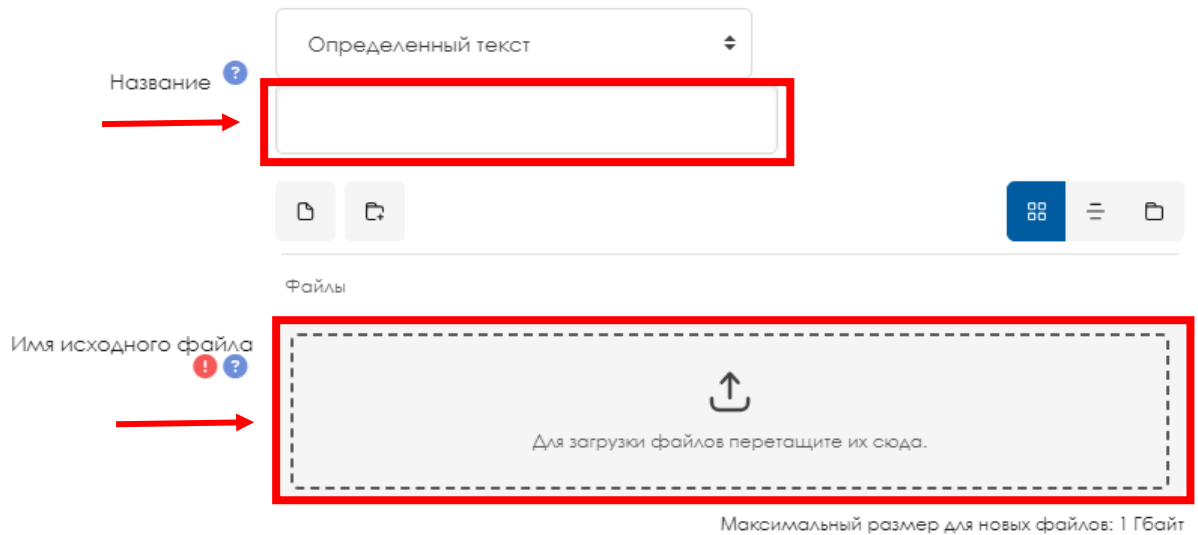 Определенный текст
Название ?
Файлы
Имя исходного файла
! ?
Для загрузки файлов перетащите их сюда.
Максимальный размер для новых файлов: 1 Гбайт